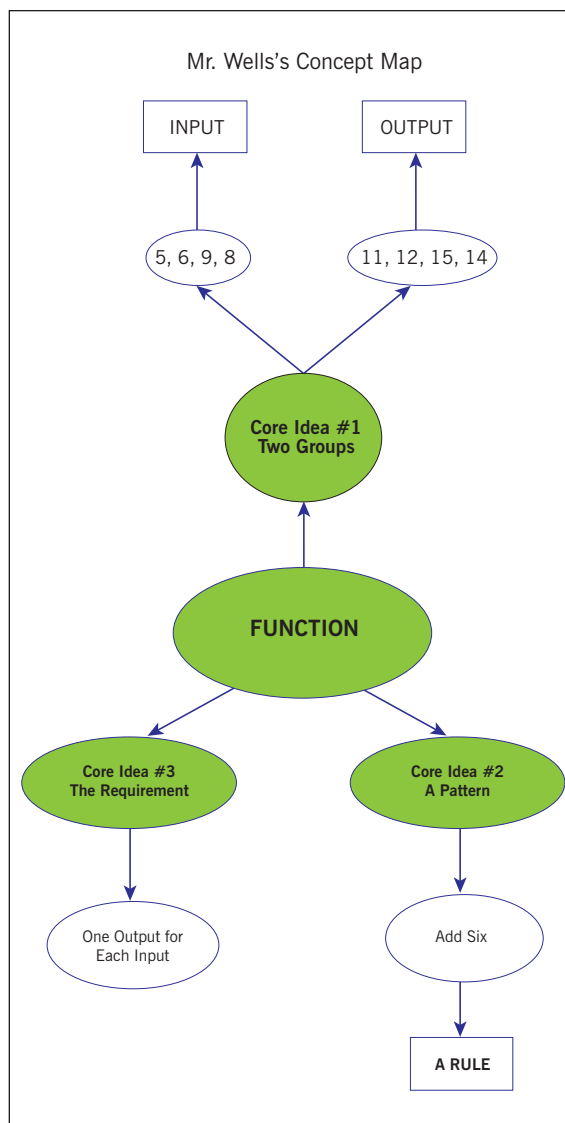 Mr. Wells's Concept Map
INPUT
OUTPUT
5, 6, 9, 8
11, 12, 15, 14
Core Idea #1
Two Groups
FUNCTION
Core Idea #3
The Requirement
Core Idea #2
A Pattern
One Output for
Each Input
Add Six
A RULE